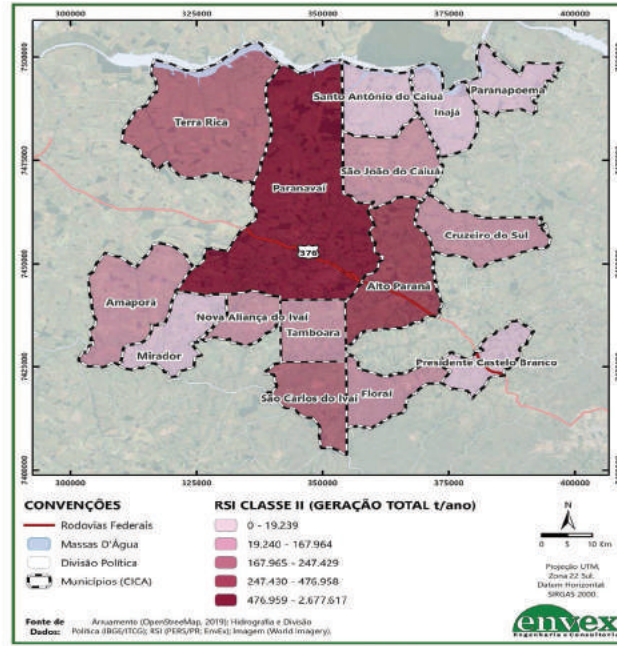 300000 325000 350000 375000 400000
7500000
7475000
7450000
7425000
7400000
Santo Antônio do Caiuá
Paranapoema
Inajá
Terra Rica
São João do Caiuá
Paranavaí
Cruzeiro do Sul
376
Alto Paraná
Amaporã
Nova Aliança do Ivaí
Tamboara
Mirador
Presidente Castelo Branco
São Carlos do Ivaí
Floraí
300000 325000 350000 375000 400000
CONVENÇÕES
Rodovias Federais
Massas D'Água
Divisão Política
Municípios (CICA)
RSI CLASSE II (GERAÇÃO TOTAL t/ano)
0 - 19.239
19.240 - 167.964
167.965 - 247.429
247.430 - 476.958
476.959 - 2.677.617
N
0 5 10 Km
Projeção UTM,
Zona 22 Sul.
Datum Horizontal:
SIRGAS 2000.
Fonte de Dados: Arruamento (OpenStreeMap, 2019); Hidrografia e Divisão
Política (IBGE/ITCG); RSI (PERS/PR; EnvEx); Imagem (World Imagery).
envex
Engenharia e Consultoria